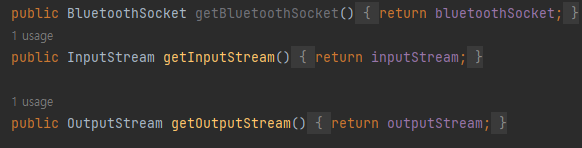 public BluetoothSocket getBluetoothSocket() { return bluetoothSocket; }
1 usage
public InputStream getInputStream() { return inputStream; }
1 usage
public OutputStream getOutputStream() { return outputStream; }